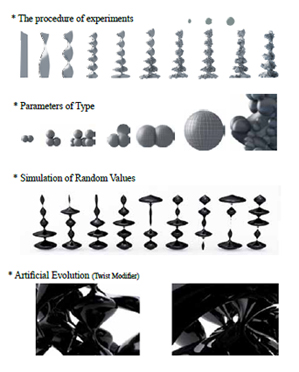 * The procedure of experiments
* Parameters of Type
* Simulation of Random Values
* Artificial Evolution (Twist Modifier)